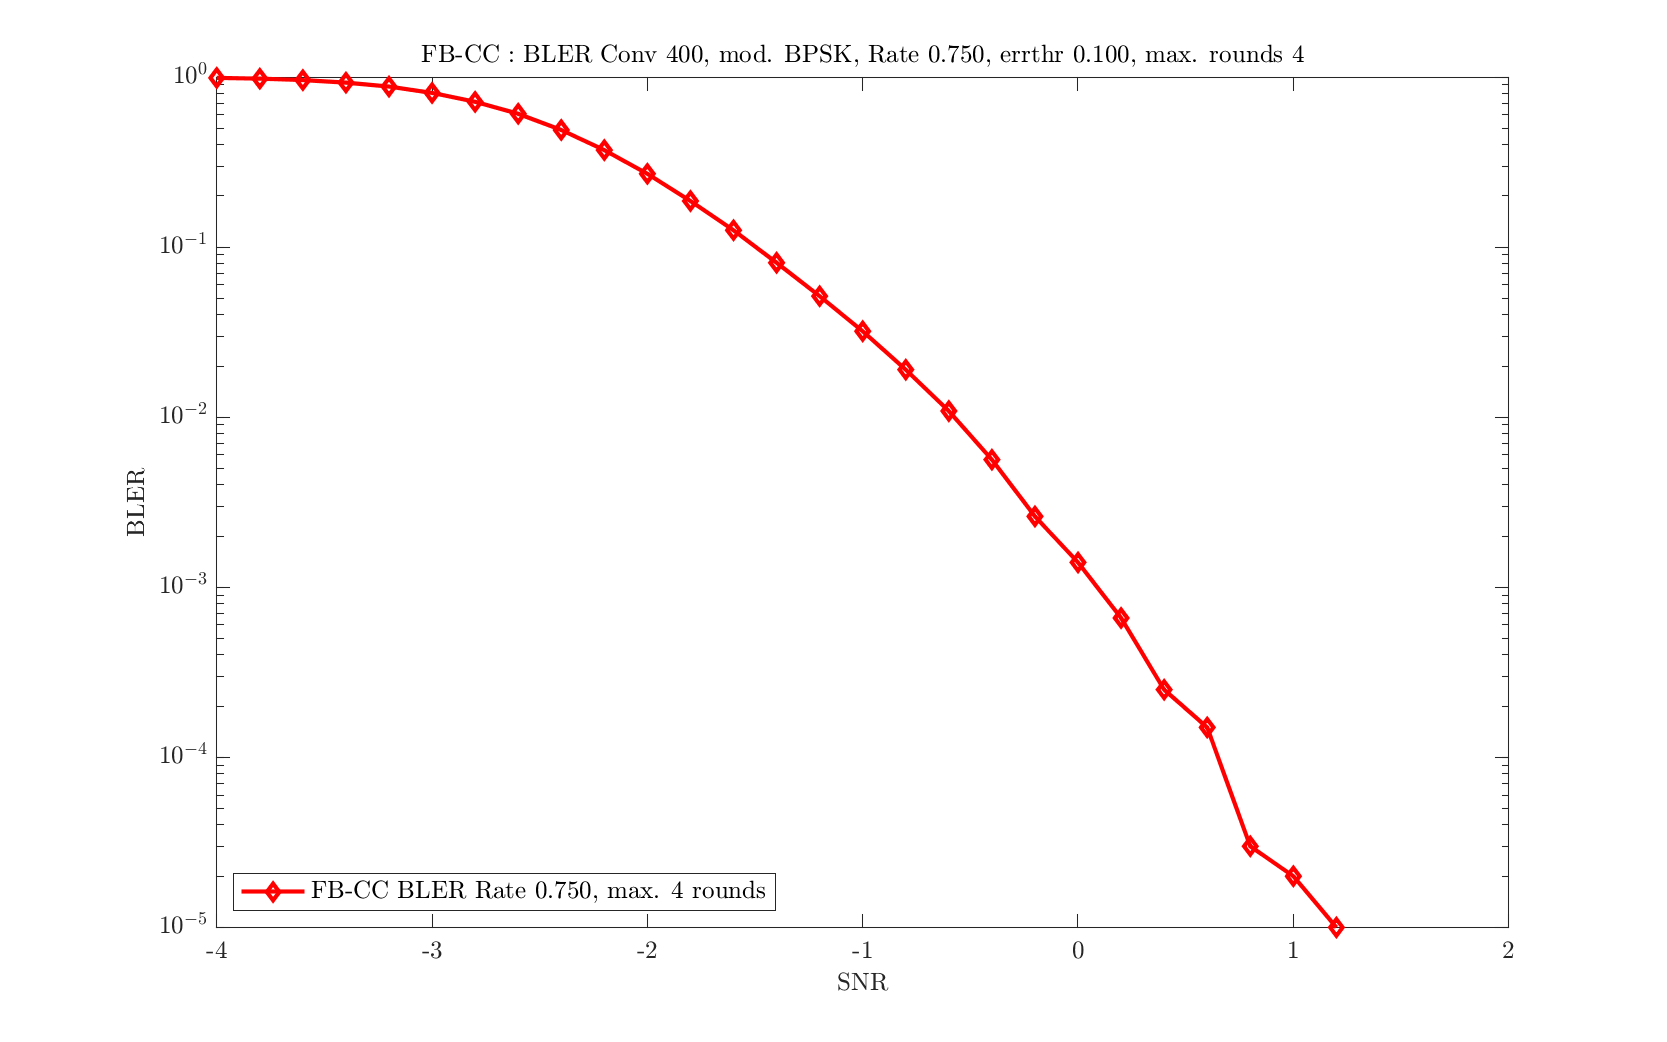 FB-CC : BLER Conv 400, mod. BPSK, Rate 0.750, errthr 0.100, max. rounds 4
10^0
10^-1
10^-2
10^-3
10^-4
10^-5
BLER
FB-CC BLER Rate 0.750, max. 4 rounds
-4 -3 -2 -1 0 1 2
SNR